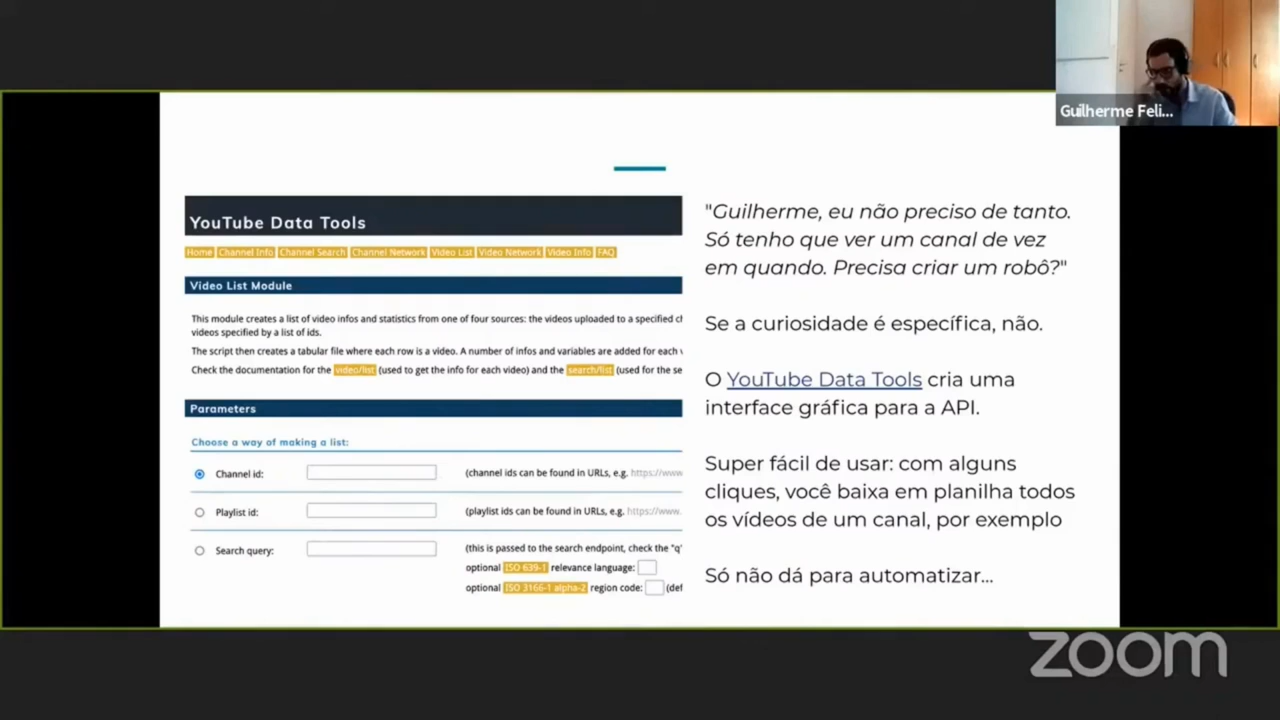 Guilherme Feli...
YouTube Data Tools
Home Channel Info Channel Search Channel Network Video List Video Network Video Info FAQ
Video List Module
This module creates a list of video infos and statistics from one of four sources: the videos uploaded to a specified
videos specified by a list of ids.
The script then creates a tabular file where each row is a video. A number of infos and variables are added for each
Check the documentation for the video/list (used to get the info for each video) and the search/list (used for the se
Parameters
Choose a way of making a list:
Channel id:
(channel ids can be found in URLs, e.g. https://www
Playlist id:
(playlist ids can be found in URLs, e.g. https://www.
Search query:
(this is passed to the search endpoint, check the "q"
optional ISO 639-1 relevance language:
optional ISO 3166-1 alpha-2 region code: (def
"Guilherme, eu não preciso de tanto.
Só tenho que ver um canal de vez
em quando. Precisa criar um robô?"
Se a curiosidade é específica, não.
O YouTube Data Tools cria uma
interface gráfica para a API.
Super fácil de usar: com alguns
cliques, você baixa em planilha todos
os vídeos de um canal, por exemplo
Só não dá para automatizar...
zoom